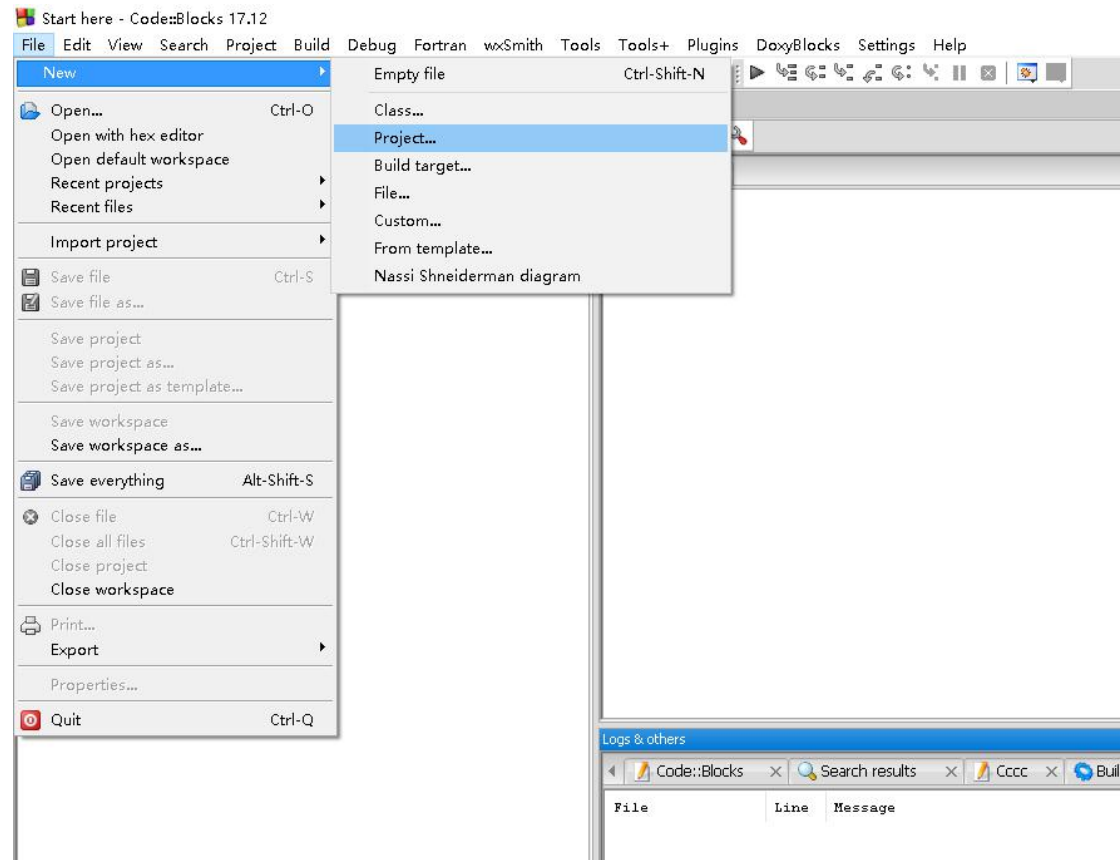 Start here - Code::Blocks 17.12
File Edit View Search Project Build Debug Fortran wxSmith Tools Tools+ Plugins DoxyBlocks Settings Help
New
Open... Ctrl-O
Open with hex editor
Open default workspace
Recent projects
Recent files
Import project
Save file Ctrl-S
Save file as...
Save project
Save project as...
Save project as template...
Save workspace
Save workspace as...
Save everything Alt-Shift-S
Close file Ctrl-W
Close all files Ctrl-Shift-W
Close project
Close workspace
Print...
Export
Properties...
Quit Ctrl-Q
Empty file Ctrl-Shift-N
Class...
Project...
Build target...
File...
Custom...
From template...
Nassi Shneiderman diagram
Logs & others
Code::Blocks Search results Cccc Buil
File Line Message